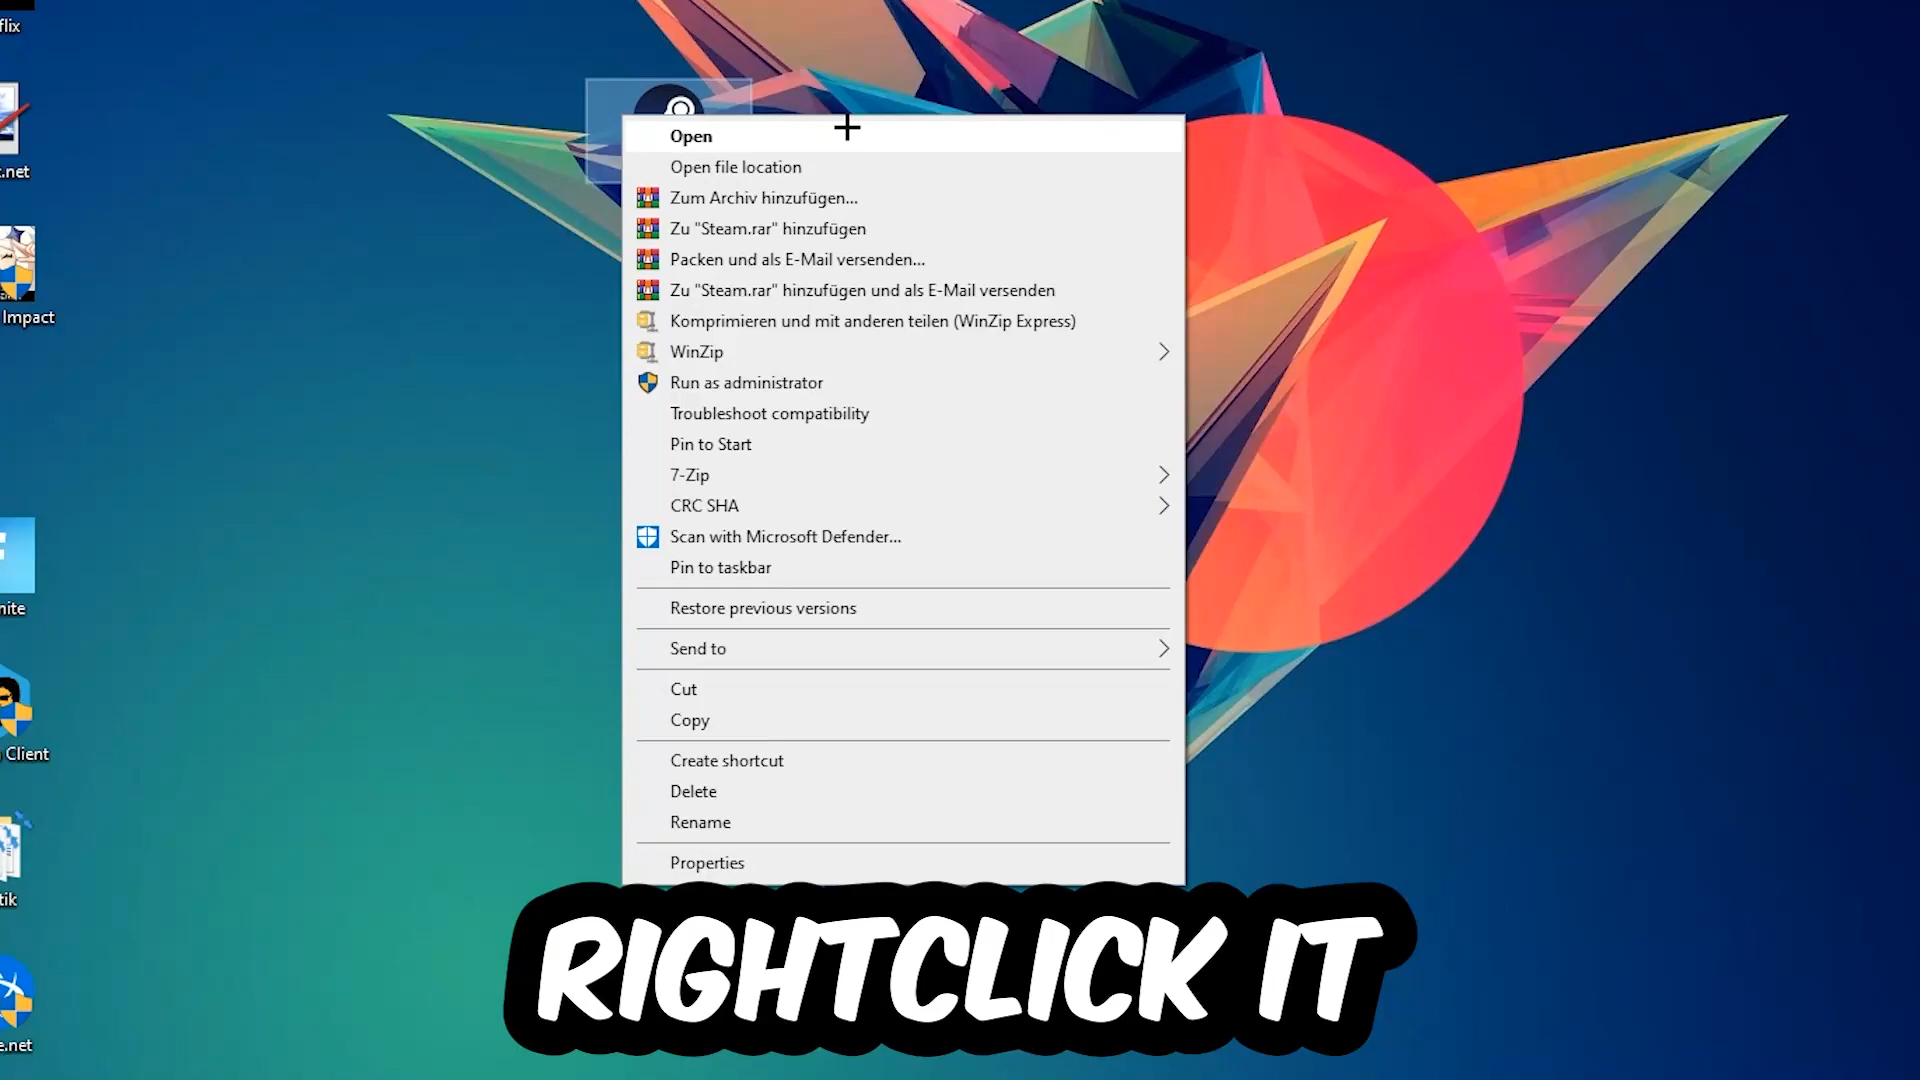 flix
.net
Impact
nite
Client
tik
e.net
Open
Open file location
Zum Archiv hinzufügen...
Zu "Steam.rar" hinzufügen
Packen und als E-Mail versenden...
Zu "Steam.rar" hinzufügen und als E-Mail versenden
Komprimieren und mit anderen teilen (WinZip Express)
WinZip
Run as administrator
Troubleshoot compatibility
Pin to Start
7-Zip
CRC SHA
Scan with Microsoft Defender...
Pin to taskbar
Restore previous versions
Send to
Cut
Copy
Create shortcut
Delete
Rename
Properties
RIGHTCLICK IT